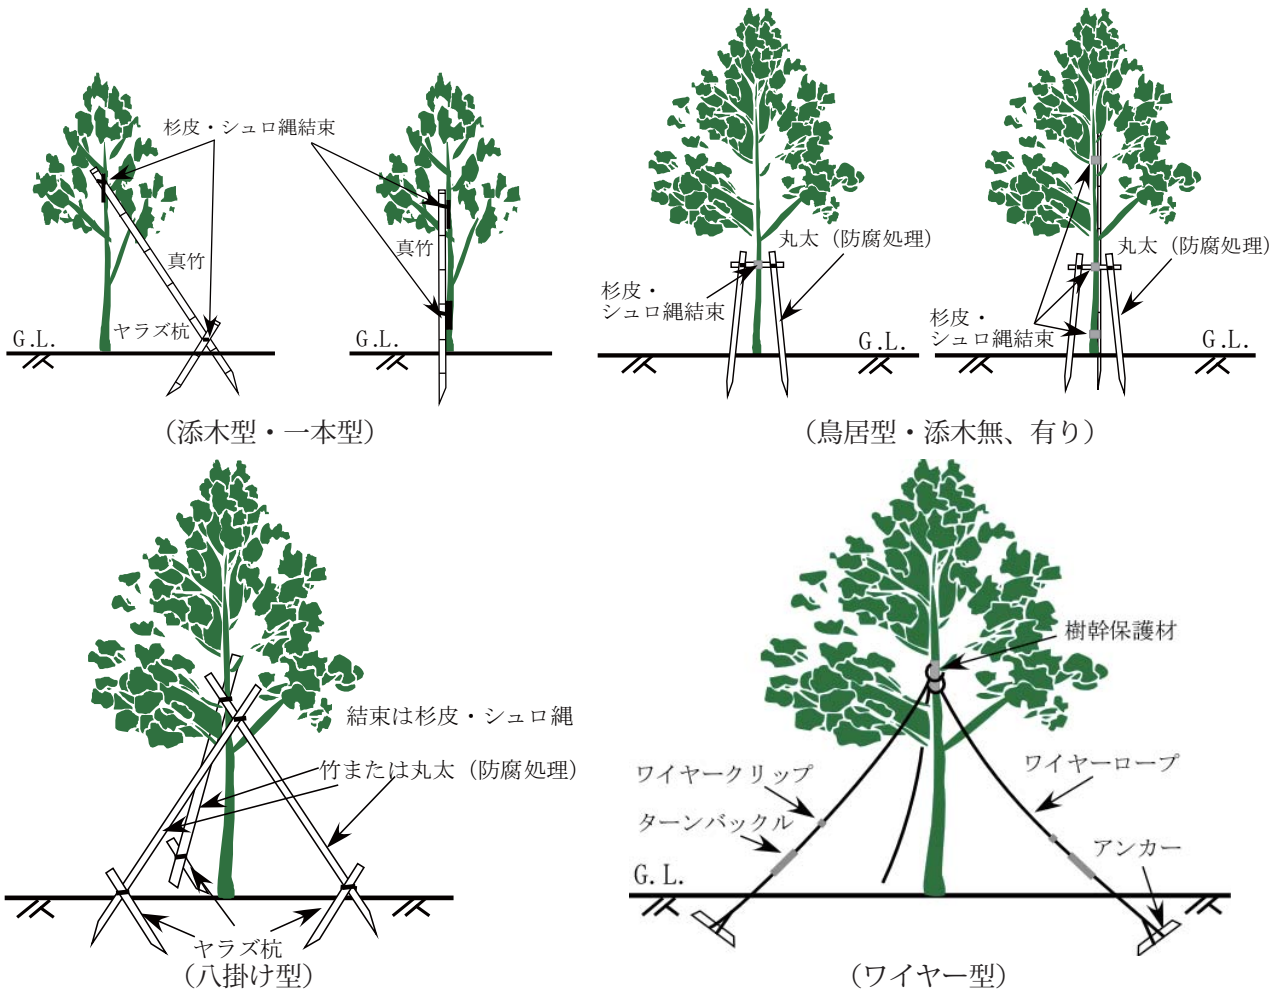 杉皮・シュロ縄結束
真竹
ヤラズ杭
G.L.
真竹
G.L.
（添木型・一本型）
丸太（防腐処理）
杉皮・
シュロ縄結束
G.L.
丸太（防腐処理）
杉皮・
シュロ縄結束
G.L.
（鳥居型・添木無、有り）
結束は杉皮・シュロ縄
竹または丸太（防腐処理）
ヤラズ杭
（八掛け型）
樹幹保護材
ワイヤークリップ
ワイヤーロープ
ターンバックル
アンカー
G.L.
（ワイヤー型）